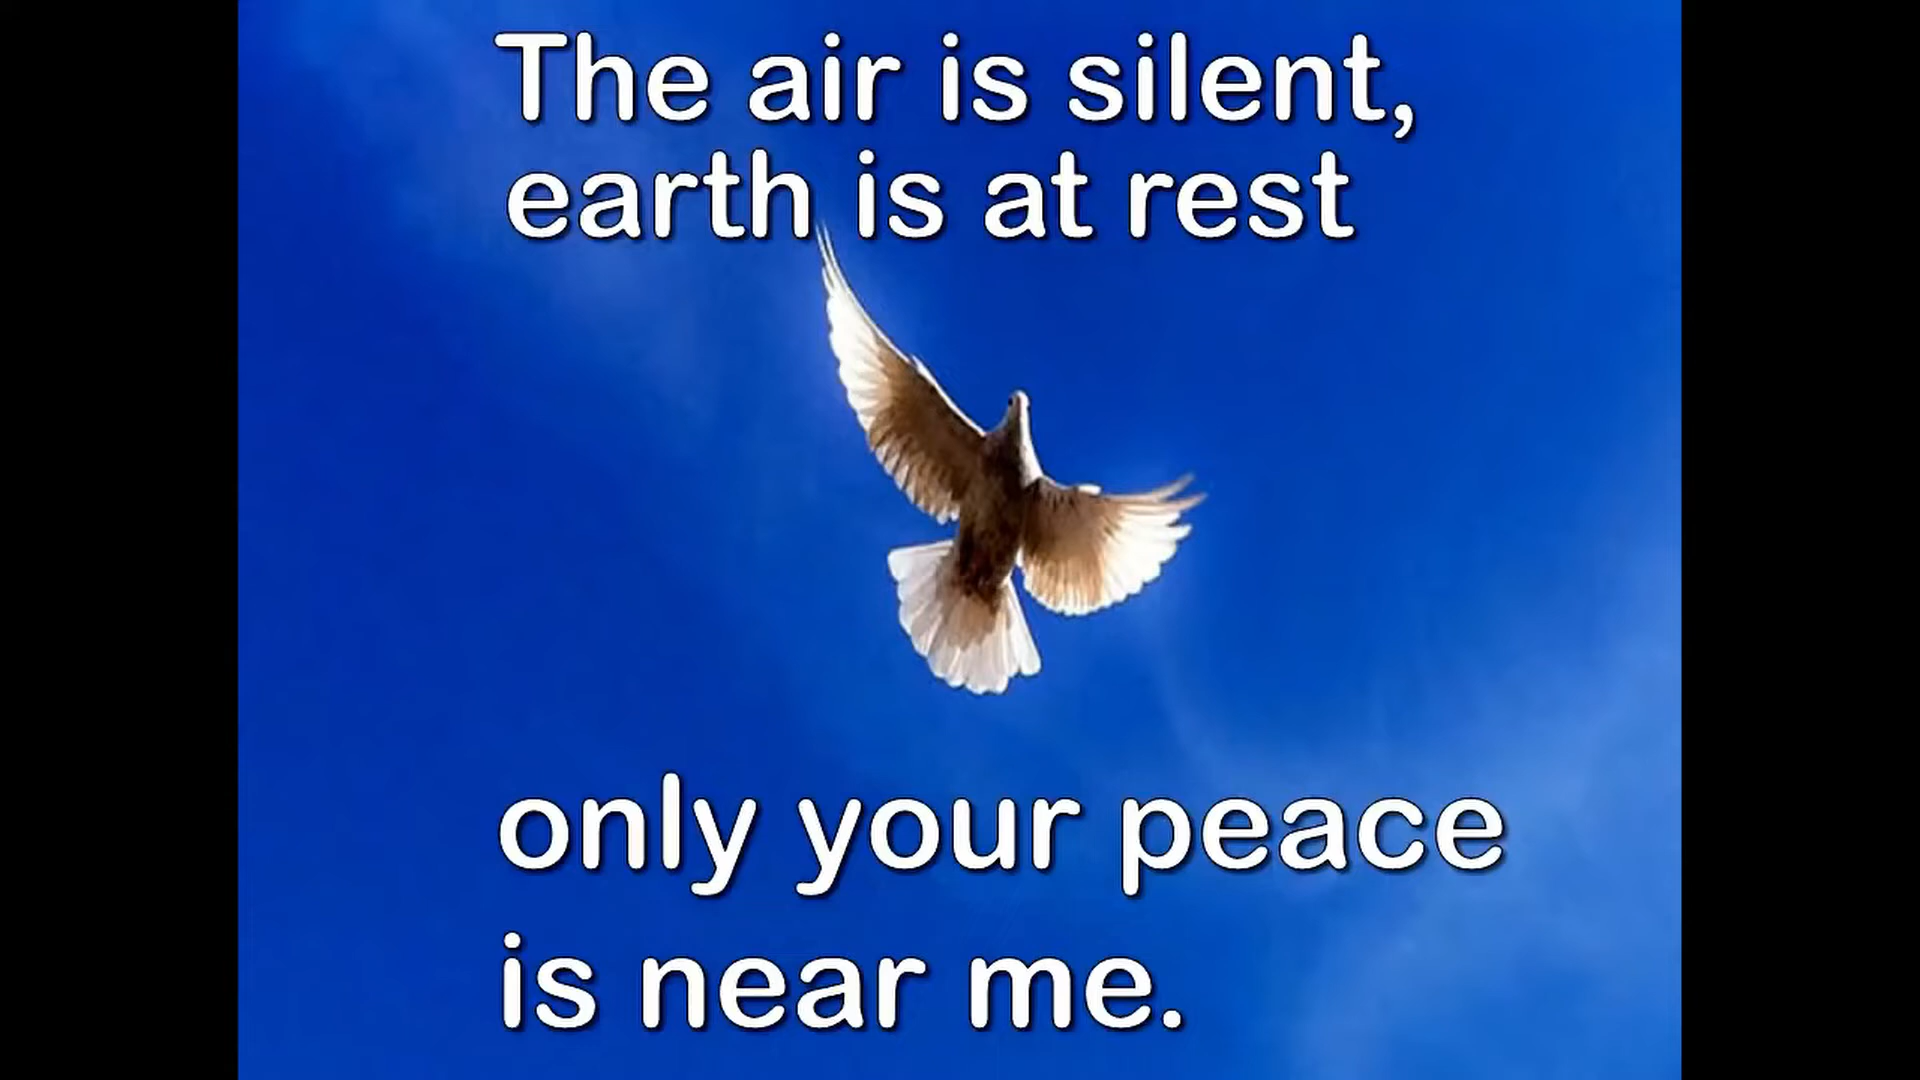 The air is silent,
earth is at rest
only your peace
is near me.